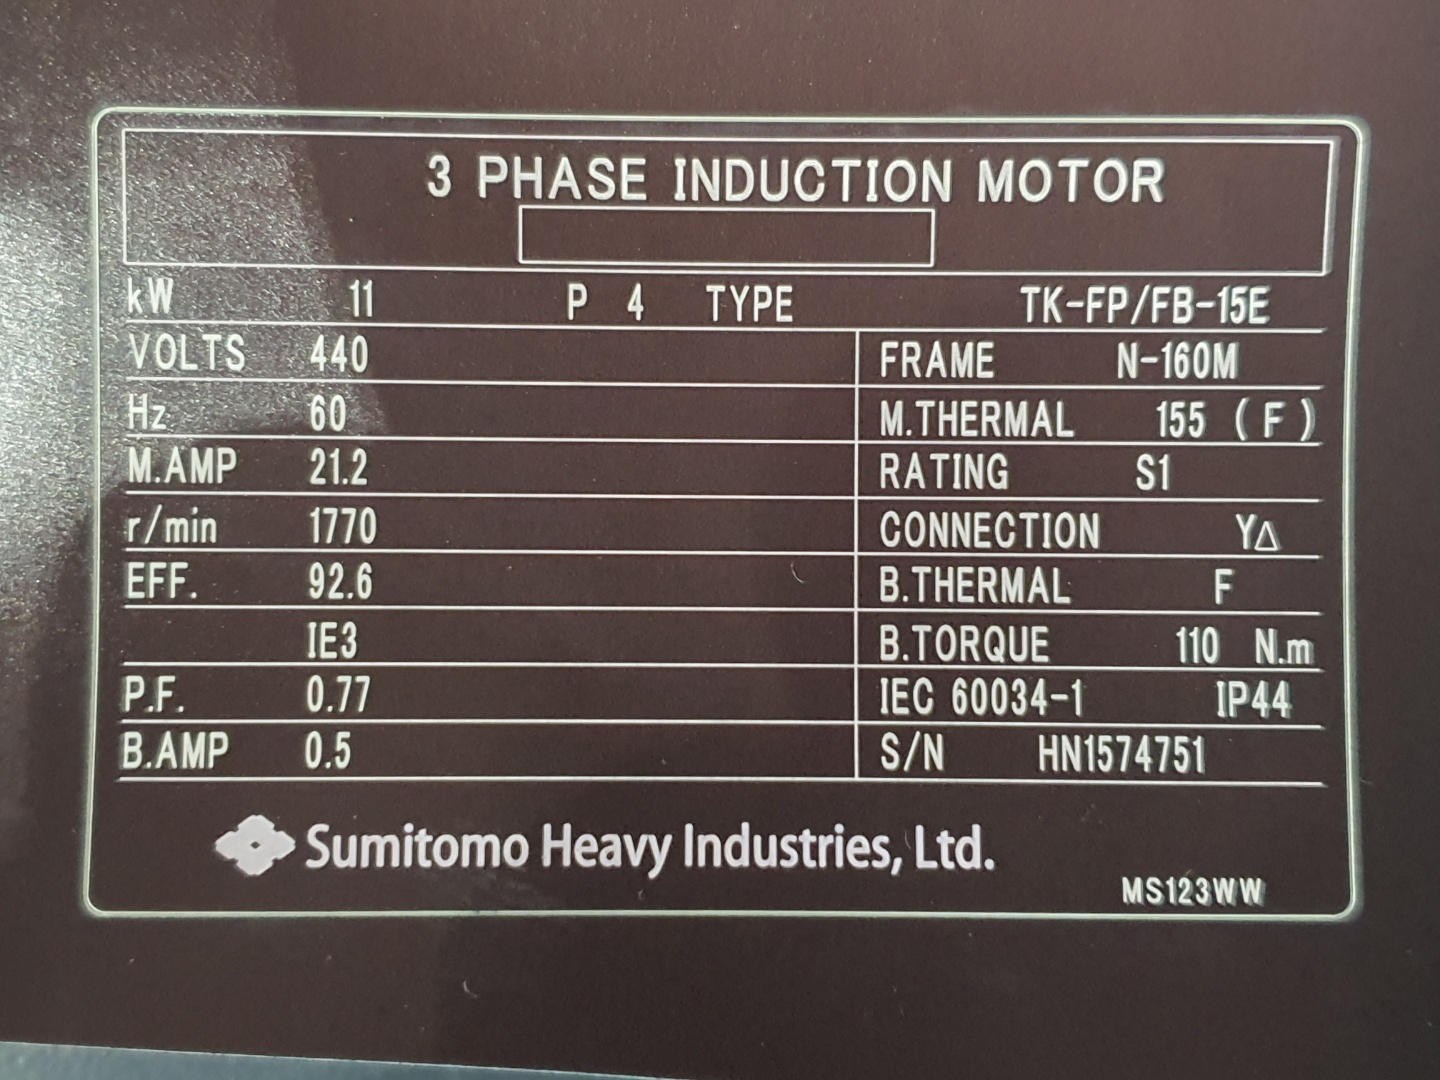 3 PHASE INDUCTION MOTOR
kW 11 P 4 TYPE TK-FP/FB-15E
VOLTS 440 FRAME N-160M
Hz 60 M.THERMAL 155 (F)
M.AMP 21.2 RATING S1
r/min 1770 CONNECTION Y△
EFF. 92.6 B.THERMAL F
IE3 B.TORQUE 110 N.m
P.F. 0.77 IEC 60034-1 IP44
B.AMP 0.5 S/N HN1574751
Sumitomo Heavy Industries, Ltd.
MS123WW